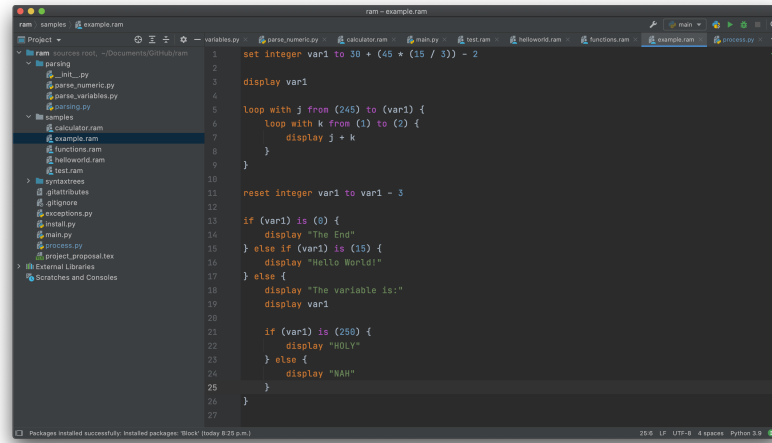 ram – example.ram
ram samples example.ram
main
Project
variables.py parse_numeric.py calculator.ram main.py test.ram helloworld.ram functions.ram example.ram process.py
ram sources root, ~/Documents/GitHub/ram
parsing
__init__.py
parse_numeric.py
parse_variables.py
parsing.py
samples
calculator.ram
example.ram
functions.ram
helloworld.ram
test.ram
syntaxtrees
.gitattributes
.gitignore
exceptions.py
install.py
main.py
process.py
project_proposal.tex
External Libraries
Scratches and Consoles
1 set integer var1 to 30 + (45 * (15 / 3)) - 2
2
3 display var1
4
5 loop with j from (245) to (var1) {
6 loop with k from (1) to (2) {
7 display j + k
8 }
9 }
10
11 reset integer var1 to var1 - 3
12
13 if (var1) is (0) {
14 display "The End"
15 } else if (var1) is (15) {
16 display "Hello World!"
17 } else {
18 display "The variable is:"
19 display var1
20
21 if (var1) is (250) {
22 display "HOLY"
23 } else {
24 display "NAH"
25 }
26 }
27
Packages installed successfully: Installed packages: 'Block' (today 8:25 p.m.)
25:6 LF UTF-8 4 spaces Python 3.9